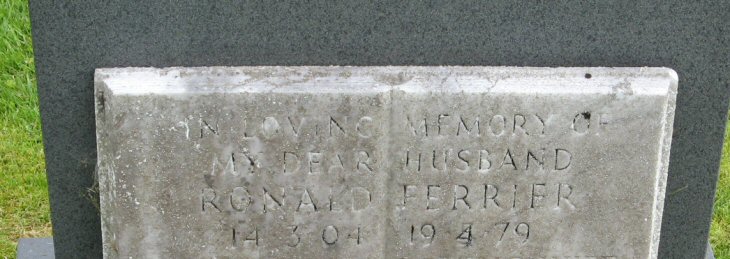 IN LOVING MEMORY OF
MY DEAR HUSBAND
RONALD FERRIER
14 3 04 19 4 79